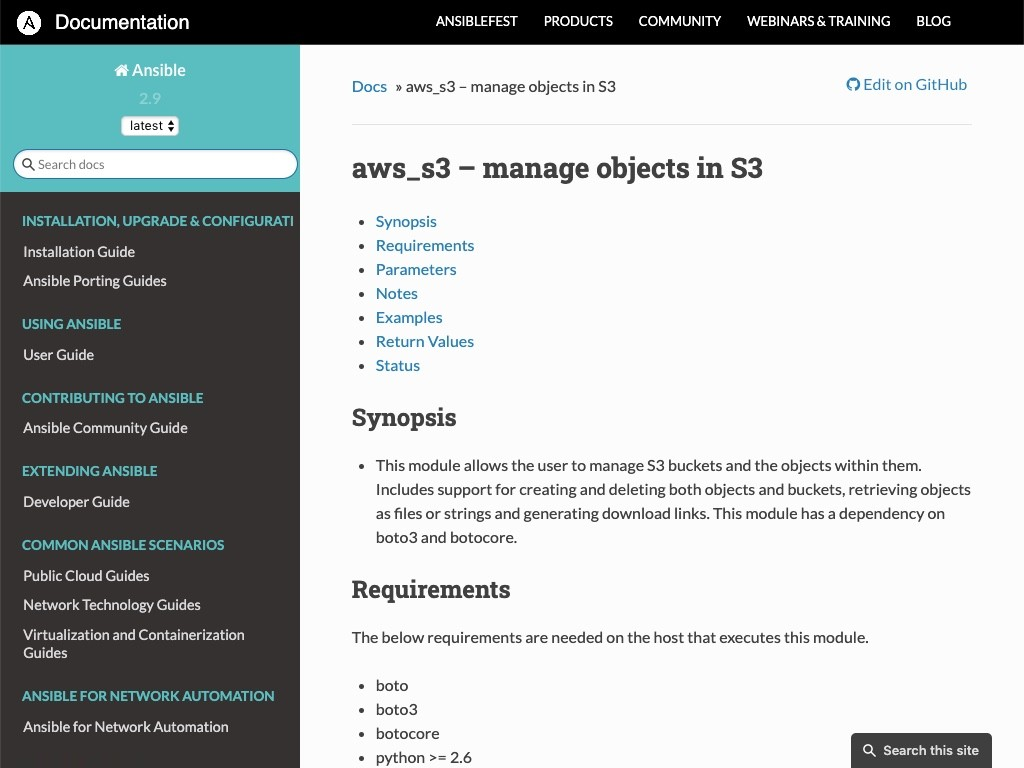 Documentation
ANSIBLEFEST PRODUCTS COMMUNITY WEBINARS & TRAINING BLOG
Ansible
2.9
latest
Search docs
INSTALLATION, UPGRADE & CONFIGURATI
Installation Guide
Ansible Porting Guides
USING ANSIBLE
User Guide
CONTRIBUTING TO ANSIBLE
Ansible Community Guide
EXTENDING ANSIBLE
Developer Guide
COMMON ANSIBLE SCENARIOS
Public Cloud Guides
Network Technology Guides
Virtualization and Containerization
Guides
ANSIBLE FOR NETWORK AUTOMATION
Ansible for Network Automation
Docs » aws_s3 – manage objects in S3
Edit on GitHub
aws_s3 – manage objects in S3
• Synopsis
• Requirements
• Parameters
• Notes
• Examples
• Return Values
• Status
Synopsis
• This module allows the user to manage S3 buckets and the objects within them.
Includes support for creating and deleting both objects and buckets, retrieving objects
as files or strings and generating download links. This module has a dependency on
boto3 and botocore.
Requirements
The below requirements are needed on the host that executes this module.
• boto
• boto3
• botocore
• python >= 2.6
Search this site